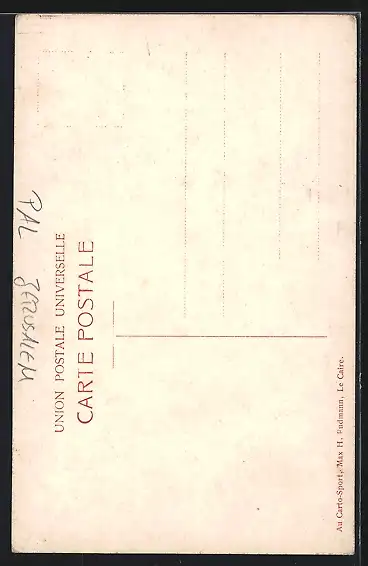 PAL JERUSALEM
UNION POSTALE UNIVERSELLE
CARTE POSTALE
Au Carto-Sport, Max H. Rudmann, Le Caire.